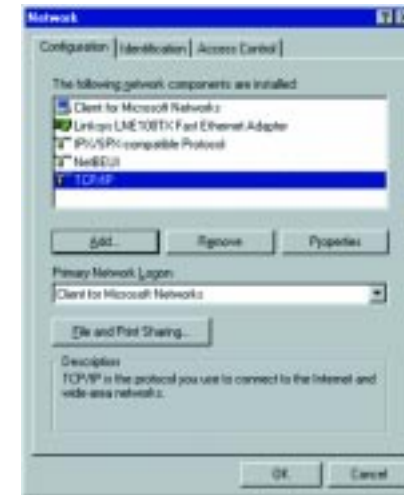 Network
Configuration Identification Access Control
The following network components are installed:
Client for Microsoft Networks
Linksys LNE100TX Fast Ethernet Adapter
IPX/SPX-compatible Protocol
NetBEUI
TCP/IP
Add...
Remove
Properties
Primary Network Logon:
Client for Microsoft Networks
File and Print Sharing...
Description
TCP/IP is the protocol you use to connect to the Internet and
wide-area networks.
OK
Cancel